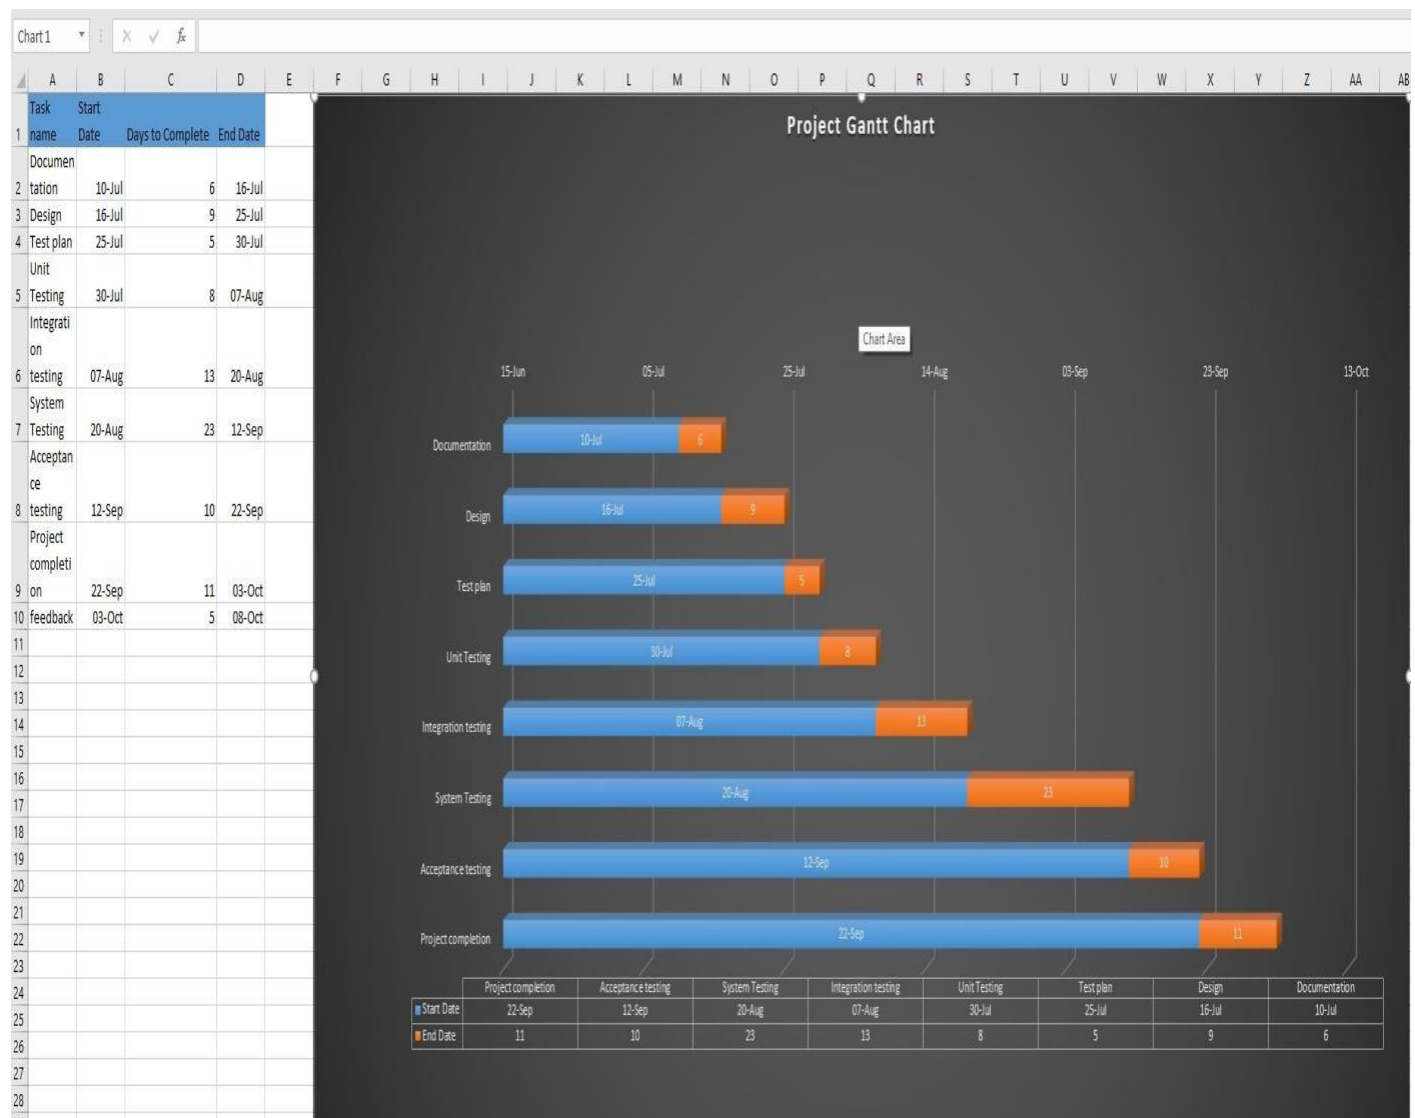 Chart 1
fx
A B C D E F G H I J K L M N O P Q R S T U V W X Y Z AA AB
Task Start
1 name Date Days to Complete End Date
Documen
2 tation 10-Jul 6 16-Jul
3 Design 16-Jul 9 25-Jul
4 Test plan 25-Jul 5 30-Jul
Unit
5 Testing 30-Jul 8 07-Aug
Integrati
on
6 testing 07-Aug 13 20-Aug
System
7 Testing 20-Aug 23 12-Sep
Acceptan
ce
8 testing 12-Sep 10 22-Sep
Project
completi
9 on 22-Sep 11 03-Oct
10 feedback 03-Oct 5 08-Oct
11
12
13
14
15
16
17
18
19
20
21
22
23
24
25
26
27
28
Project Gantt Chart
Chart Area
15-Jun 05-Jul 25-Jul 14-Aug 03-Sep 23-Sep 13-Oct
Documentation 10-Jul 6
Design 16-Jul 9
Test plan 25-Jul 5
Unit Testing 30-Jul 8
Integration testing 07-Aug 13
System Testing 20-Aug 23
Acceptance testing 12-Sep 10
Project completion 22-Sep 11
Project completion Acceptance testing System Testing Integration testing Unit Testing Test plan Design Documentation
Start Date 22-Sep 12-Sep 20-Aug 07-Aug 30-Jul 25-Jul 16-Jul 10-Jul
End Date 11 10 23 13 8 5 9 6